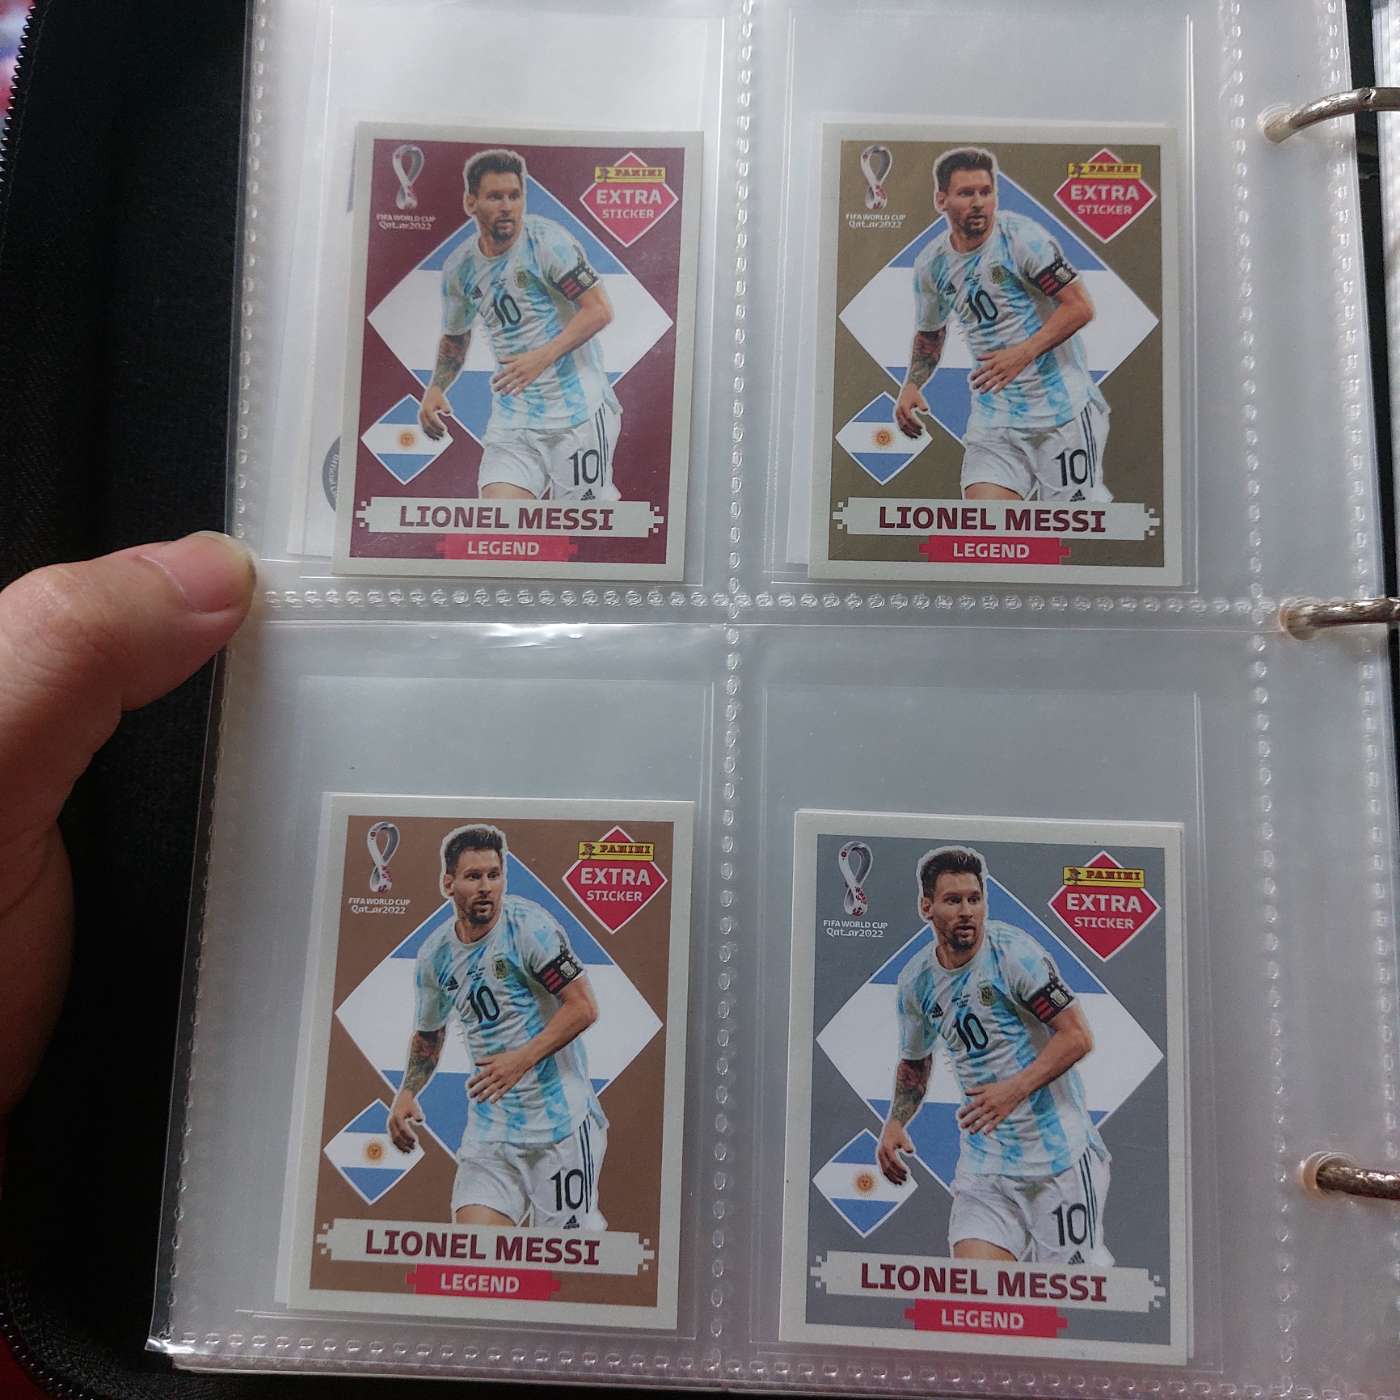 FIFA WORLD CUP
Qatar2022
PANINI
EXTRA
STICKER
10
10
LIONEL MESSI
LEGEND
FIFA WORLD CUP
Qatar2022
PANINI
EXTRA
STICKER
10
10
LIONEL MESSI
LEGEND
FIFA WORLD CUP
Qatar2022
PANINI
EXTRA
STICKER
10
10
LIONEL MESSI
LEGEND
FIFA WORLD CUP
Qatar2022
PANINI
EXTRA
STICKER
10
10
LIONEL MESSI
LEGEND